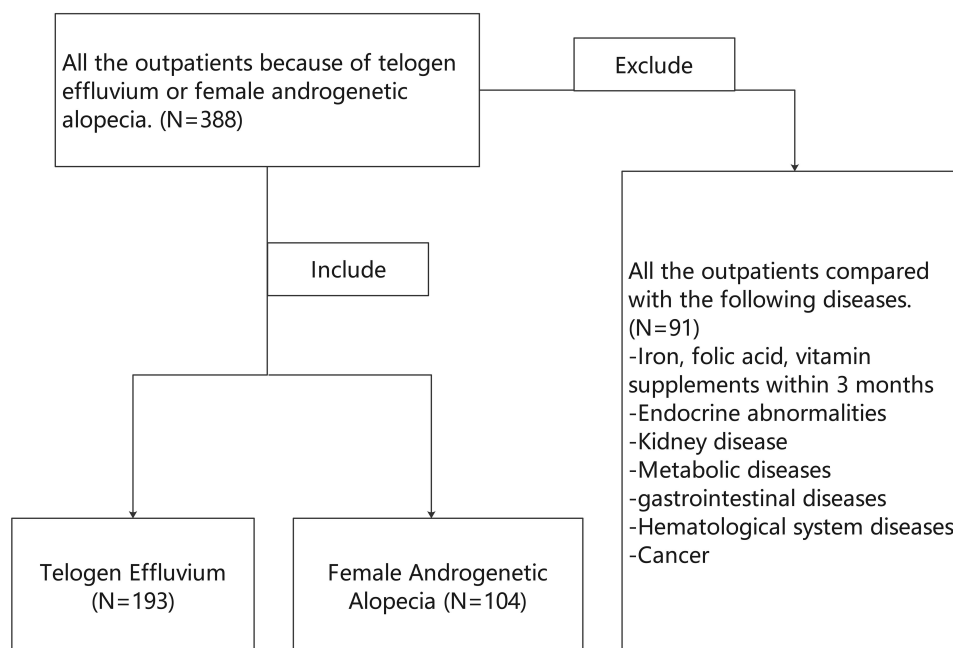 All the outpatients because of telogen
effluvium or female androgenetic
alopecia. (N=388)
Exclude
Include
All the outpatients compared
with the following diseases.
(N=91)
-Iron, folic acid, vitamin
supplements within 3 months
-Endocrine abnormalities
-Kidney disease
-Metabolic diseases
-gastrointestinal diseases
-Hematological system diseases
-Cancer
Telogen Effluvium
(N=193)
Female Androgenetic
Alopecia (N=104)